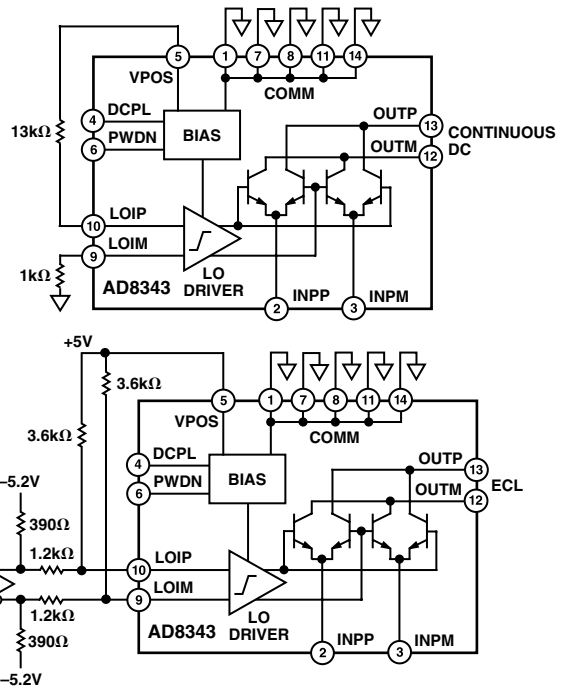 5
1
7
8
11
14
VPOS
COMM
4
DCPL
OUTP
13
CONTINUOUS
DC
13kΩ
6
PWDN
BIAS
OUTM
12
10
LOIP
9
LOIM
1kΩ
AD8343
LO
DRIVER
2
INPP
3
INPM
+5V
3.6kΩ
5
1
7
8
11
14
VPOS
COMM
3.6kΩ
4
DCPL
OUTP
13
ECL
6
PWDN
BIAS
OUTM
12
–5.2V
390Ω
1.2kΩ
10
LOIP
9
LOIM
1.2kΩ
390Ω
AD8343
LO
DRIVER
2
INPP
3
INPM
–5.2V